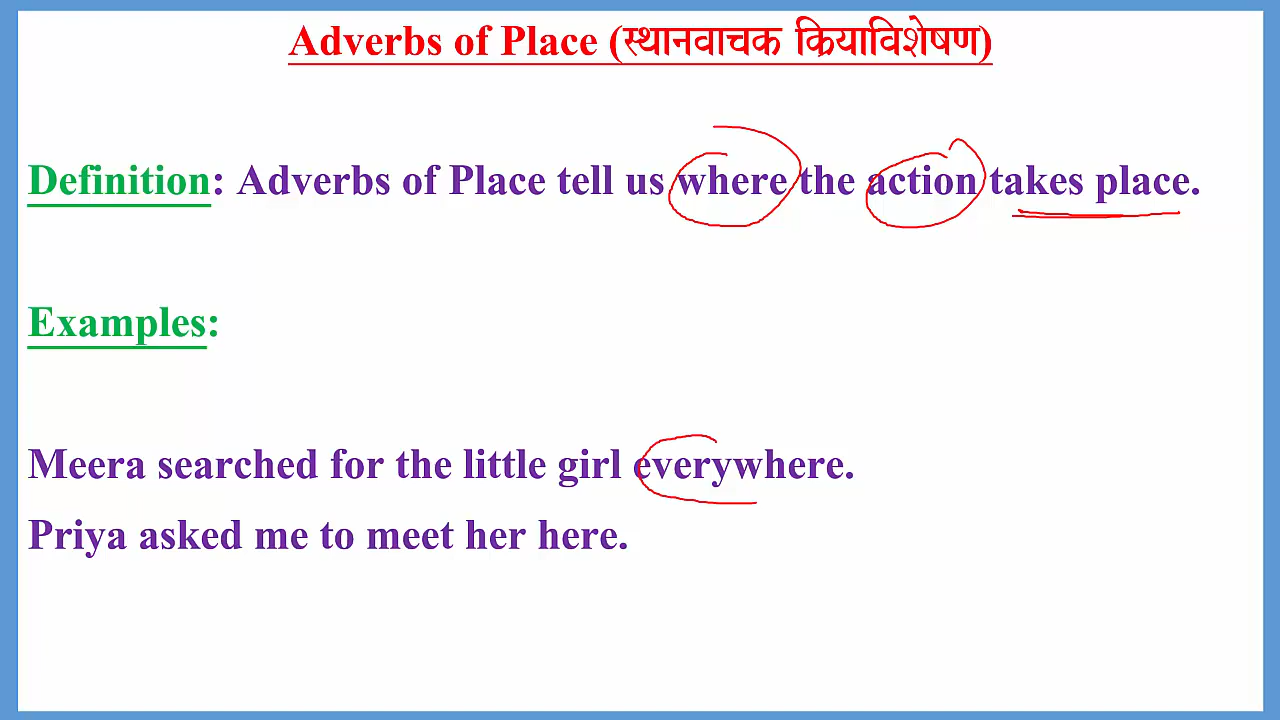 Adverbs of Place (स्थानवाचक क्रियाविशेषण)
Definition: Adverbs of Place tell us where the action takes place.
Examples:
Meera searched for the little girl everywhere.
Priya asked me to meet her here.